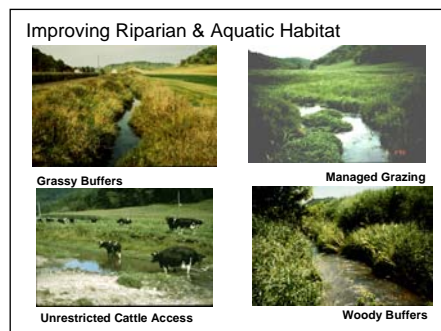 Improving Riparian & Aquatic Habitat
Grassy Buffers
Managed Grazing
Unrestricted Cattle Access
Woody Buffers